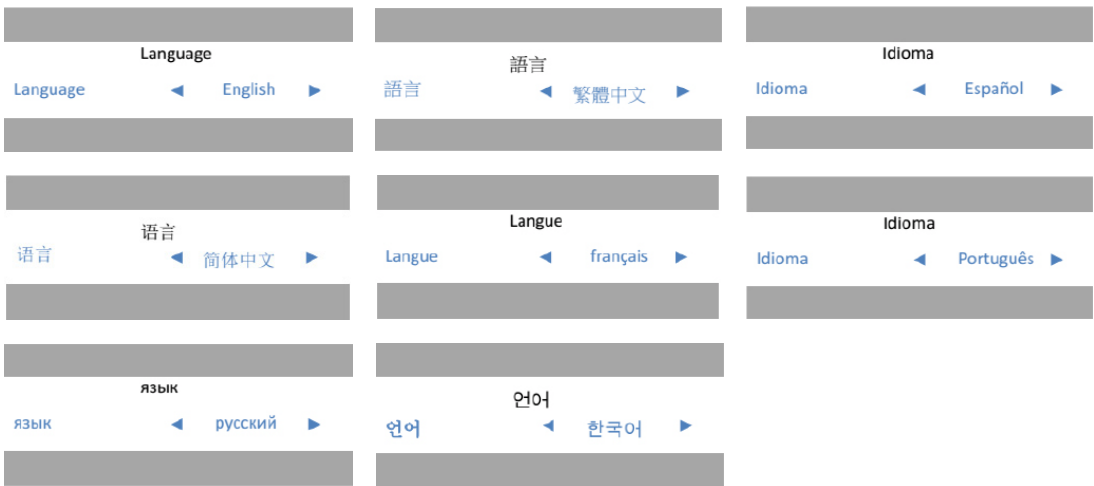 Language
Language ◀ English ▶
語言
語言 ◀ 繁體中文 ▶
Idioma
Idioma ◀ Español ▶
语言
语言 ◀ 简体中文 ▶
Langue
Langue ◀ français ▶
Idioma
Idioma ◀ Português ▶
язык
язык ◀ русский ▶
언어
언어 ◀ 한국어 ▶